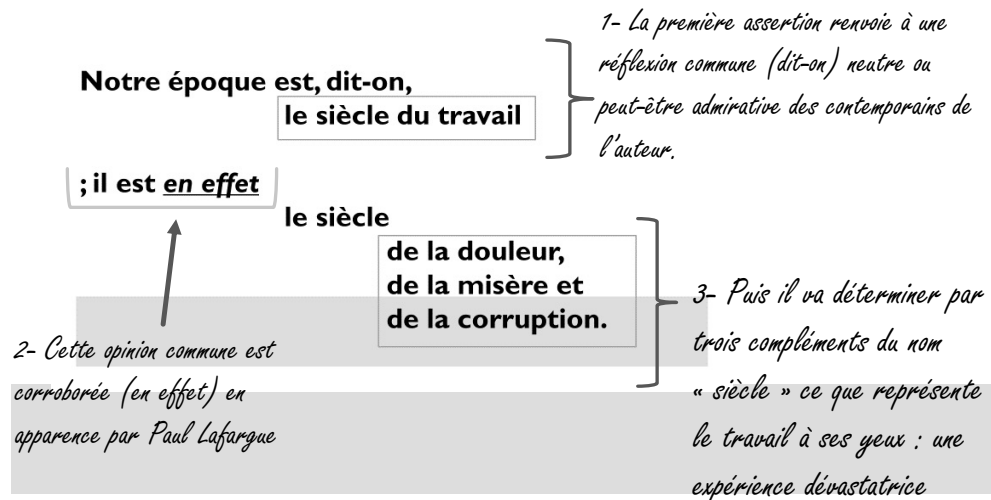 1- La première assertion renvoie à une
réflexion commune (dit-on) neutre ou
peut-être admirative des contemporains de
l'auteur.
Notre époque est, dit-on,
le siècle du travail
; il est en effet
le siècle
de la douleur,
de la misère et
de la corruption.
2- Cette opinion commune est
corroborée (en effet) en
apparence par Paul Lafargue
3- Puis il va déterminer par
trois compléments du nom
« siècle » ce que représente
le travail à ses yeux : une
expérience dévastatrice